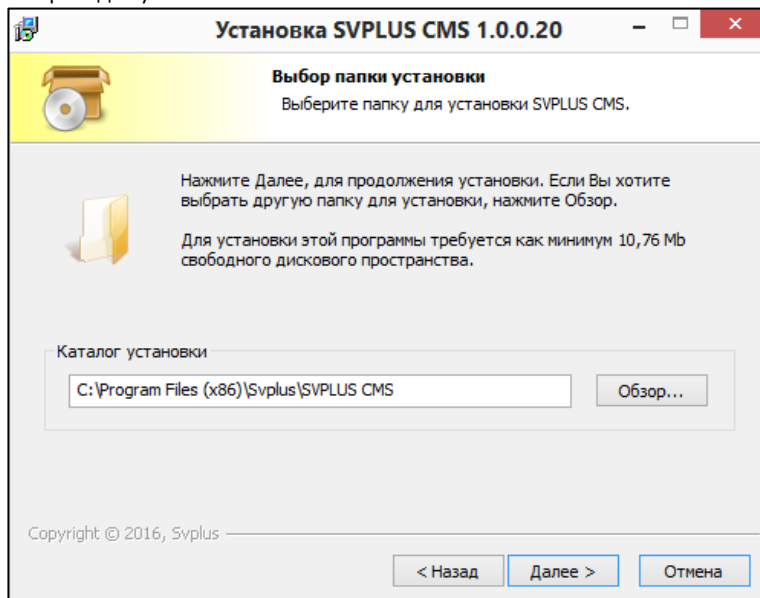 Установка SVPLUS CMS 1.0.0.20
Выбор папки установки
Выберите папку для установки SVPLUS CMS.
Нажмите Далее, для продолжения установки. Если Вы хотите
выбрать другую папку для установки, нажмите Обзор.
Для установки этой программы требуется как минимум 10,76 Mb
свободного дискового пространства.
Каталог установки
C:\Program Files (x86)\Svplus\SVPLUS CMS
Обзор...
Copyright © 2016, Svplus
< Назад
Далее >
Отмена